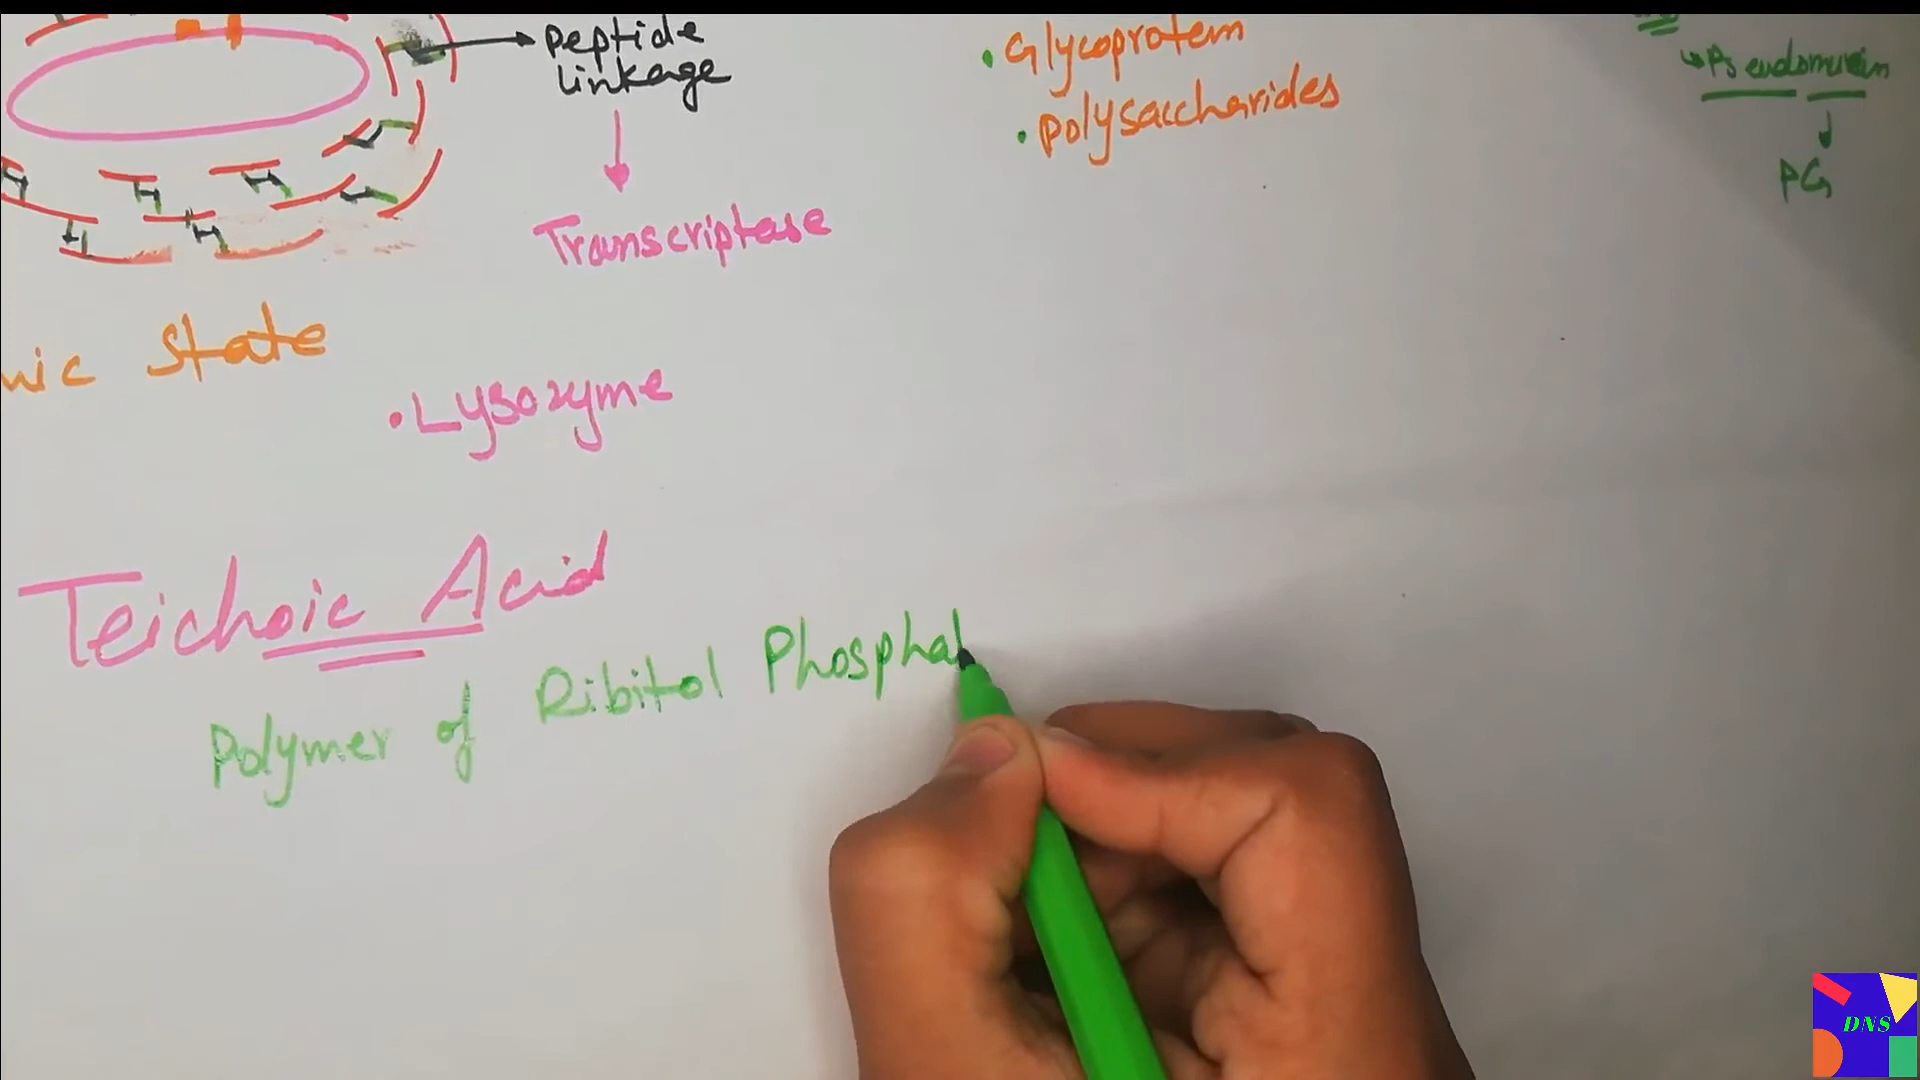 Peptide
linkage
Transcriptase
• Glycoprotein
• Polysaccharides
Pseudomurein
PG
nic State
• Lysozyme
Teichoic Acid
Polymer of Ribitol Phosphat
DNS